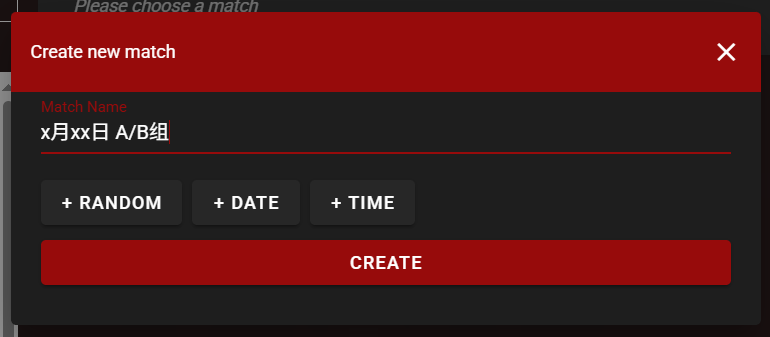 Please choose a match
Create new match
Match Name
x月xx日 A/B组
+ RANDOM
+ DATE
+ TIME
CREATE